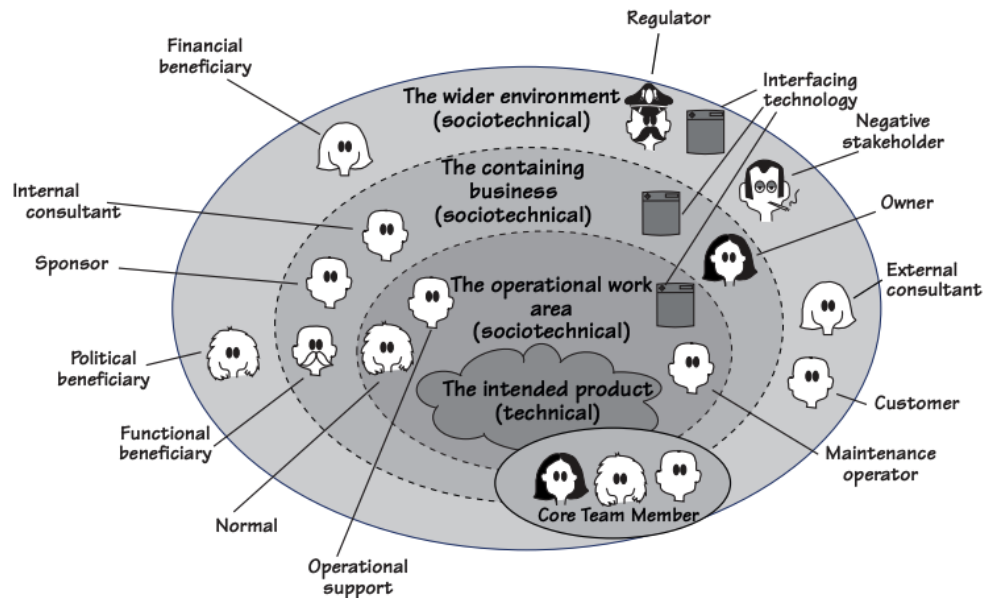 Regulator
Financial
beneficiary
The wider environment
(sociotechnical)
Interfacing
technology
Negative
stakeholder
The containing
business
(sociotechnical)
Internal
consultant
Owner
Sponsor
External
consultant
The operational work
area
(sociotechnical)
Political
beneficiary
The intended product
(technical)
Customer
Functional
beneficiary
Maintenance
operator
Core Team Member
Normal
Operational
support